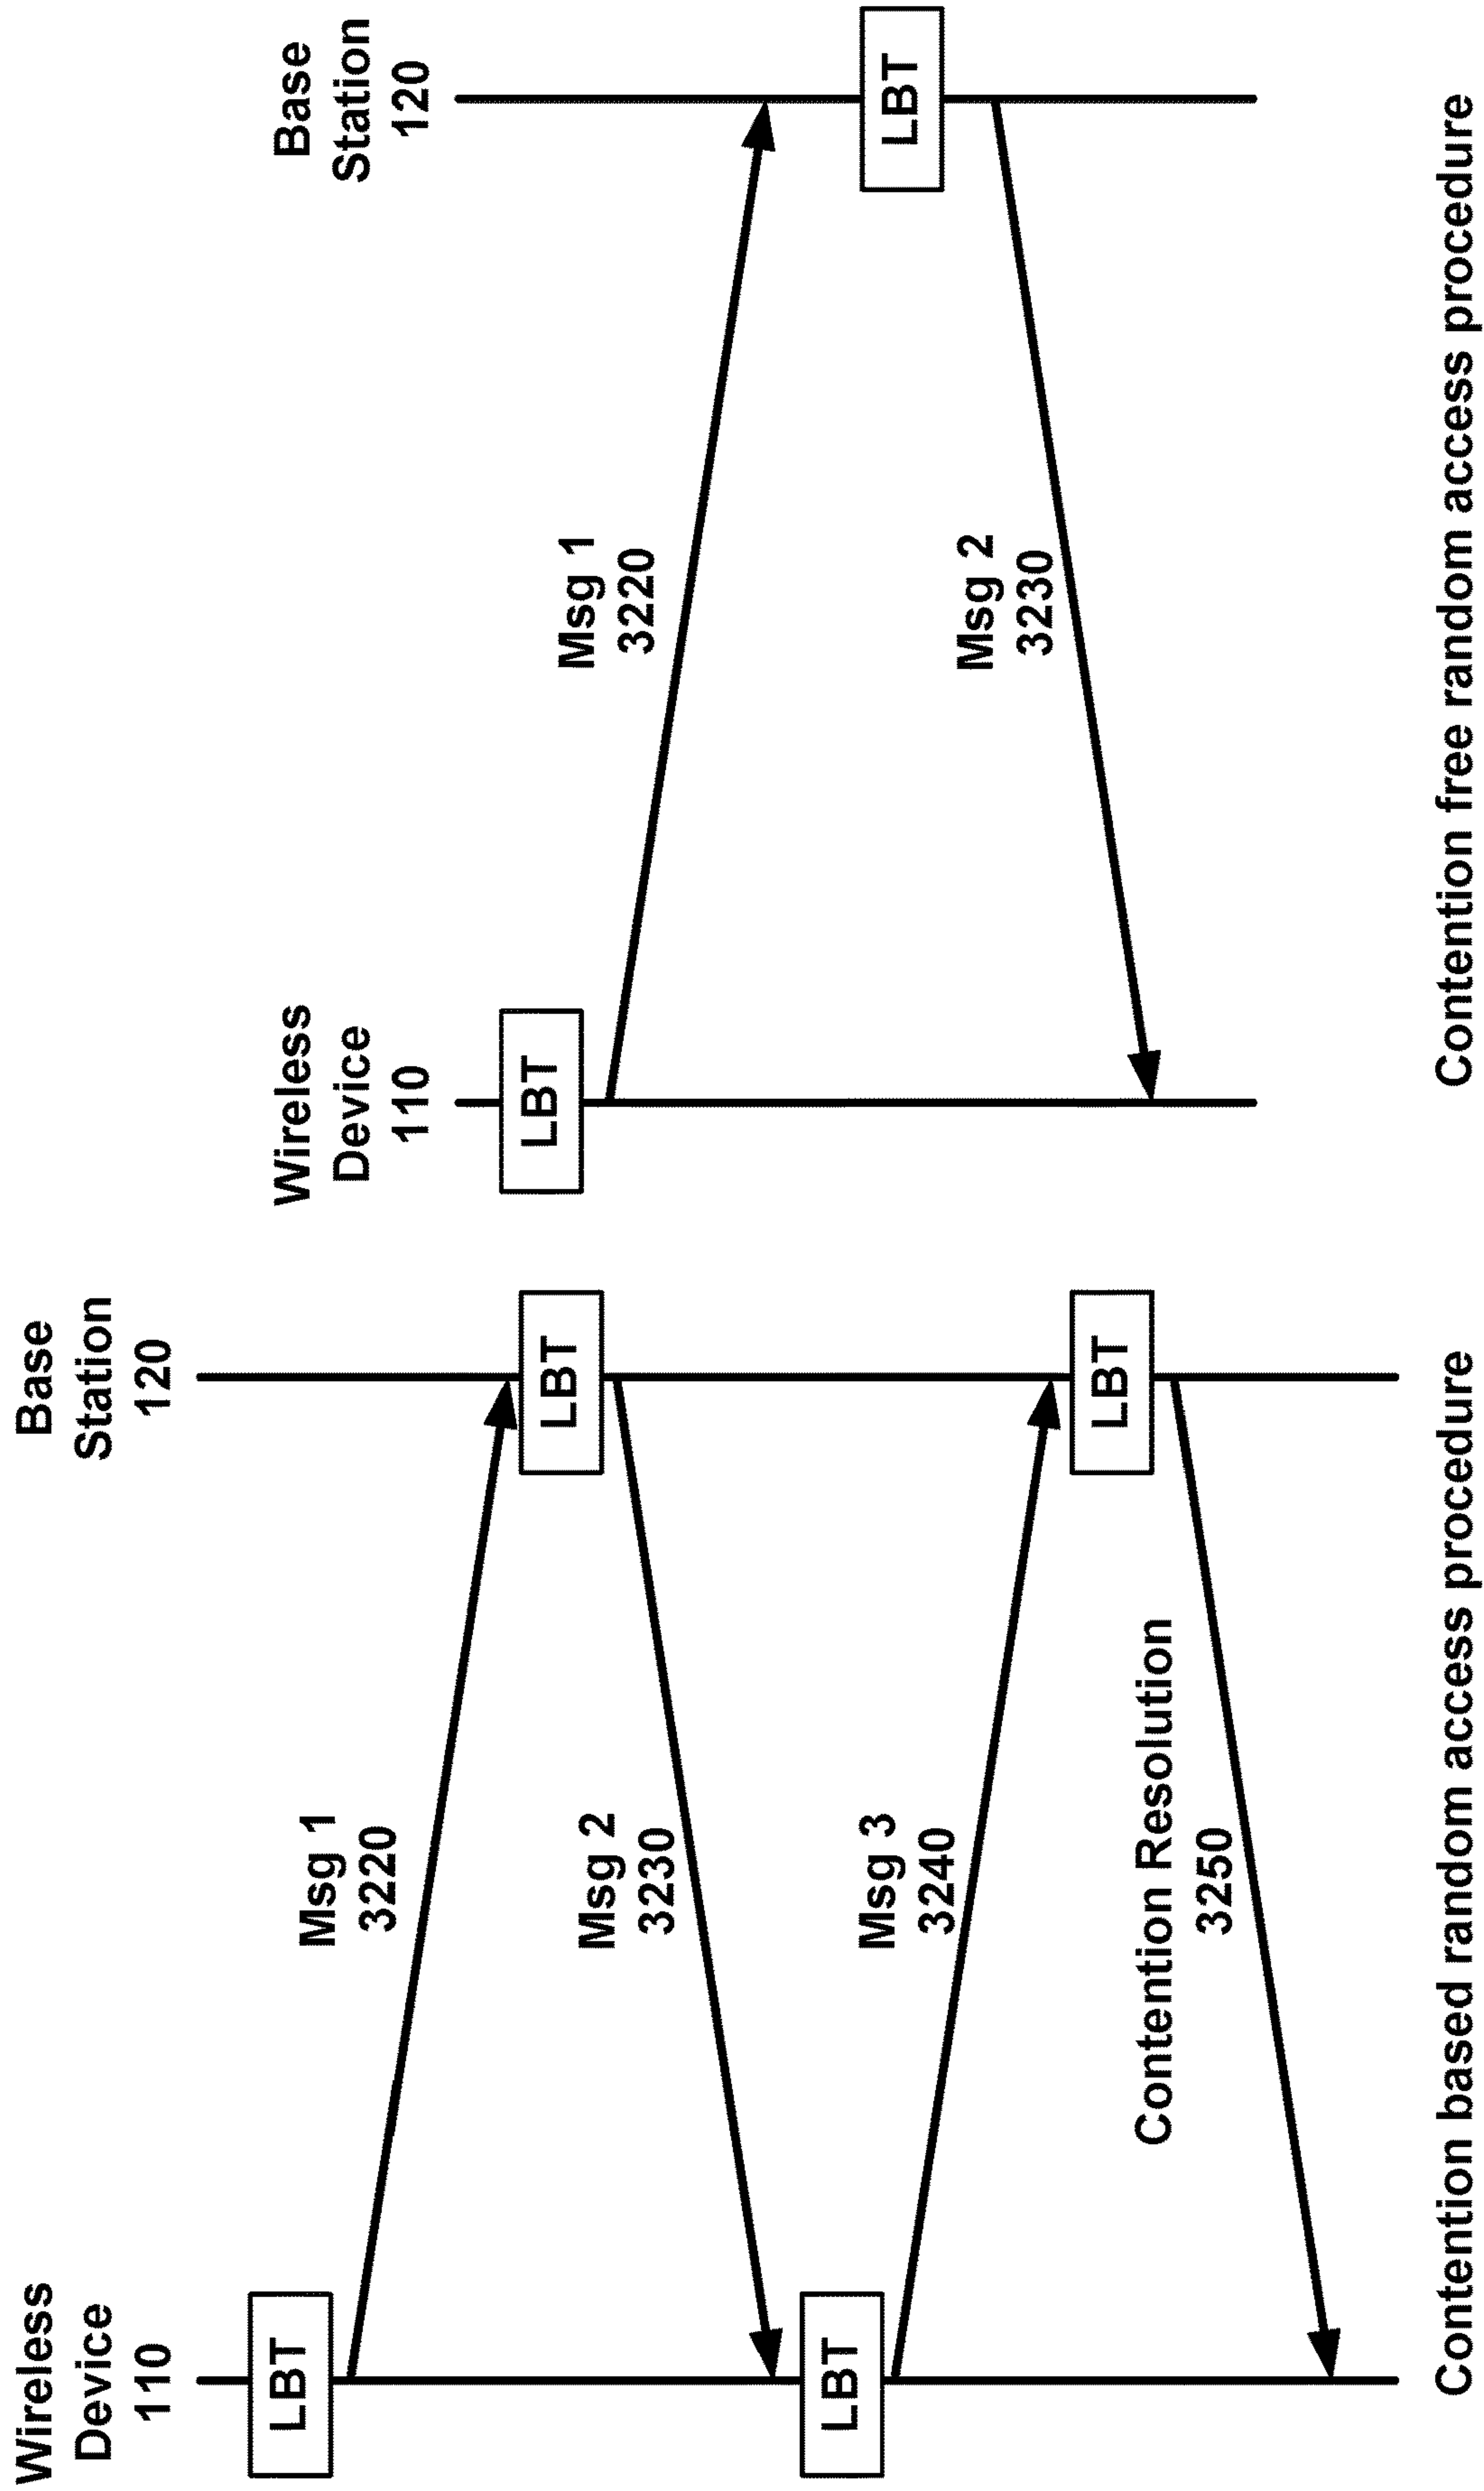 Wireless
Device
110
Base
Station
120
LBT
Msg 1
3220
LBT
Msg 2
3230
LBT
Msg 3
3240
LBT
Contention Resolution
3250
Contention based random access procedure
Wireless
Device
110
Base
Station
120
LBT
Msg 1
3220
LBT
Msg 2
3230
Contention free random access procedure